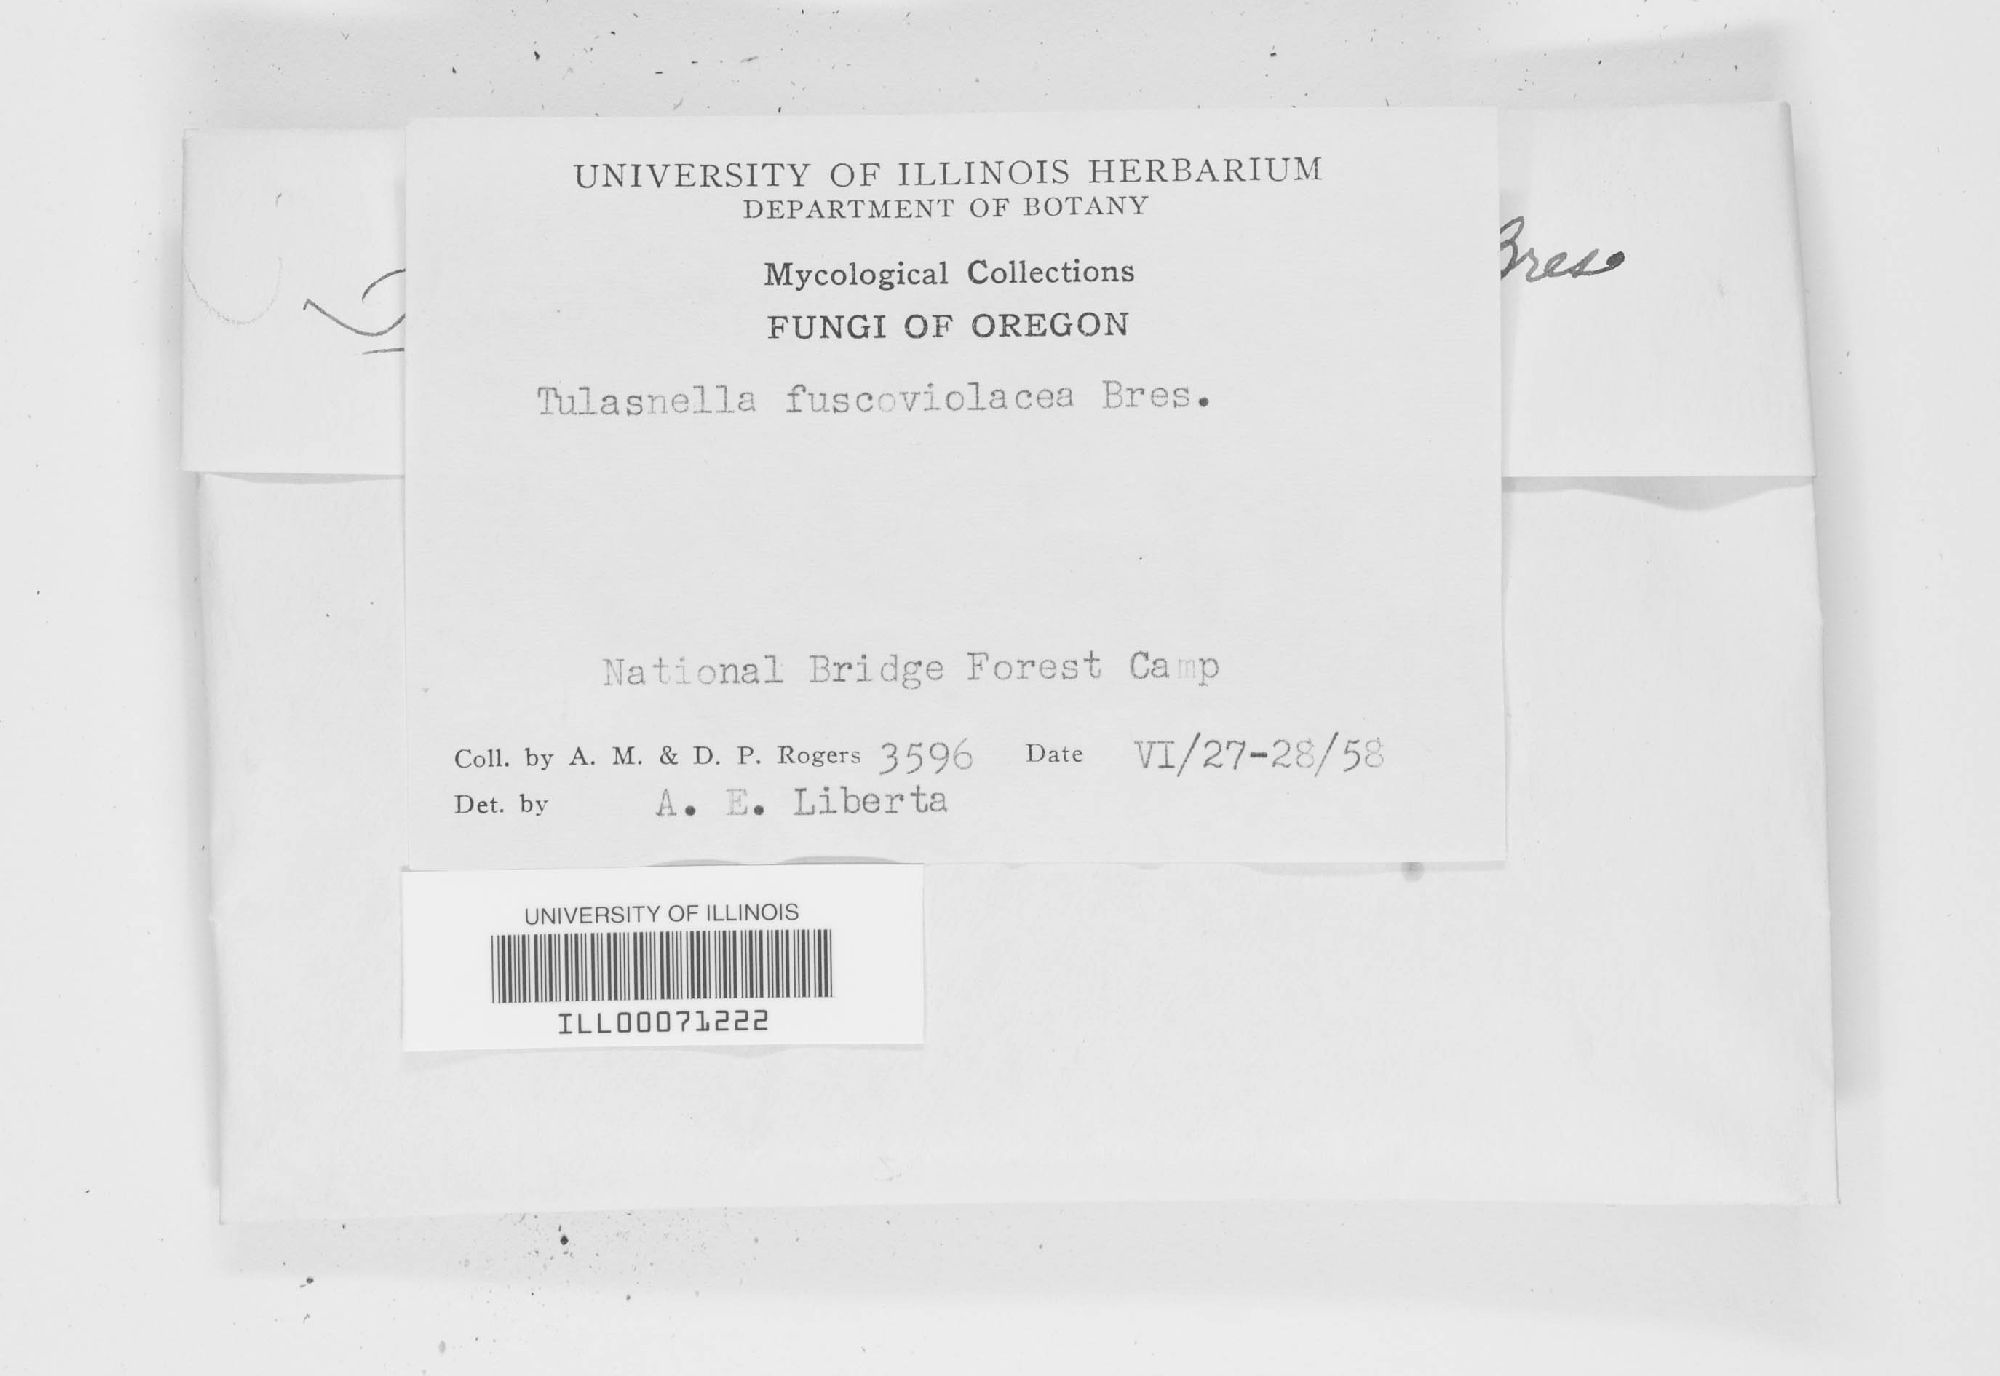 UNIVERSITY OF ILLINOIS HERBARIUM
DEPARTMENT OF BOTANY
Mycological Collections
FUNGI OF OREGON
Bres.
Tulasnella fuscoviolacea Bres.
National Bridge Forest Camp
Coll. by A. M. & D. P. Rogers 3596 Date VI/27-28/58
Det. by A. E. Liberta
UNIVERSITY OF ILLINOIS
ILL00071222